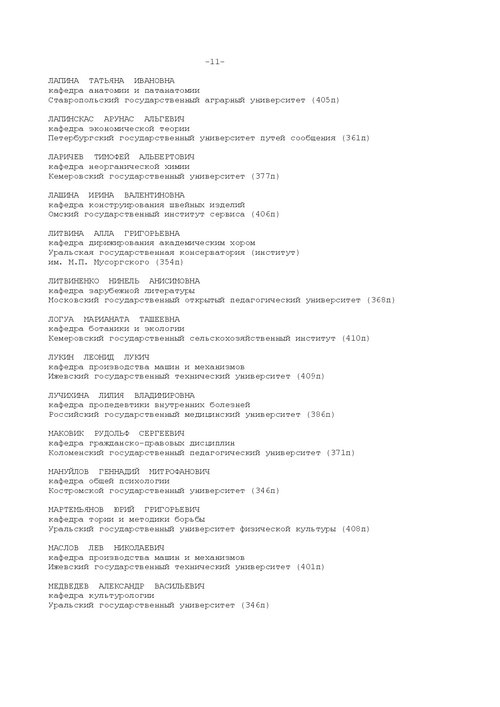 -11-
ЛАПИНА ТАТЬЯНА ИВАНОВНА
кафедра анатомии и патанатомии
Ставропольский государственный аграрный университет (405п)
ЛАПИНСКАС АРУНАС АЛЬГЕВИЧ
кафедра экономической теории
Петербургский государственный университет путей сообщения (361п)
ЛАРИЧЕВ ТИМОФЕЙ АЛЬБЕРТОВИЧ
кафедра неорганической химии
Кемеровский государственный университет (377п)
ЛАШИНА ИРИНА ВАЛЕНТИНОВНА
кафедра конструирования швейных изделий
Омский государственный институт сервиса (406п)
ЛИТВИНА АЛЛА ГРИГОРЬЕВНА
кафедра дирижирования академическим хором
Уральская государственная консерватория (институт)
им. М.П. Мусоргского (354п)
ЛИТВИНЕНКО НИНЕЛЬ АНИСИМОВНА
кафедра зарубежной литературы
Московский государственный открытый педагогический университет (368п)
ЛОГУА МАРИАНАТА ТАШЕЕВНА
кафедра ботаники и экологии
Кемеровский государственный сельскохозяйственный институт (410п)
ЛУКИН ЛЕОНИД ЛУКИЧ
кафедра производства машин и механизмов
Ижевский государственный технический университет (409п)
ЛУЧИХИНА ЛИЛИЯ ВЛАДИМИРОВНА
кафедра пропедевтики внутренних болезней
Российский государственный медицинский университет (386п)
МАКОВИК РУДОЛЬФ СЕРГЕЕВИЧ
кафедра гражданско-правовых дисциплин
Коломенский государственный педагогический университет (371п)
МАНУЙЛОВ ГЕННАДИЙ МИТРОФАНОВИЧ
кафедра общей психологии
Костромской государственный университет (346п)
МАРТЕМЬЯНОВ ЮРИЙ ГРИГОРЬЕВИЧ
кафедра тории и методики борьбы
Уральский государственный университет физической культуры (408п)
МАСЛОВ ЛЕВ НИКОЛАЕВИЧ
кафедра производства машин и механизмов
Ижевский государственный технический университет (401п)
МЕДВЕДЕВ АЛЕКСАНДР ВАСИЛЬЕВИЧ
кафедра культурологии
Уральский государственный университет (346п)